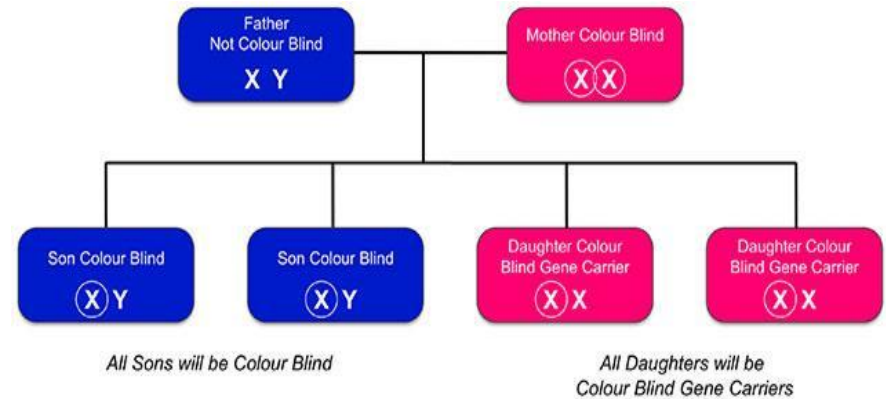 Father
Not Colour Blind
X Y
Mother Colour Blind
X X
Son Colour Blind
X Y
Son Colour Blind
X Y
Daughter Colour
Blind Gene Carrier
X X
Daughter Colour
Blind Gene Carrier
X X
All Sons will be Colour Blind
All Daughters will be
Colour Blind Gene Carriers